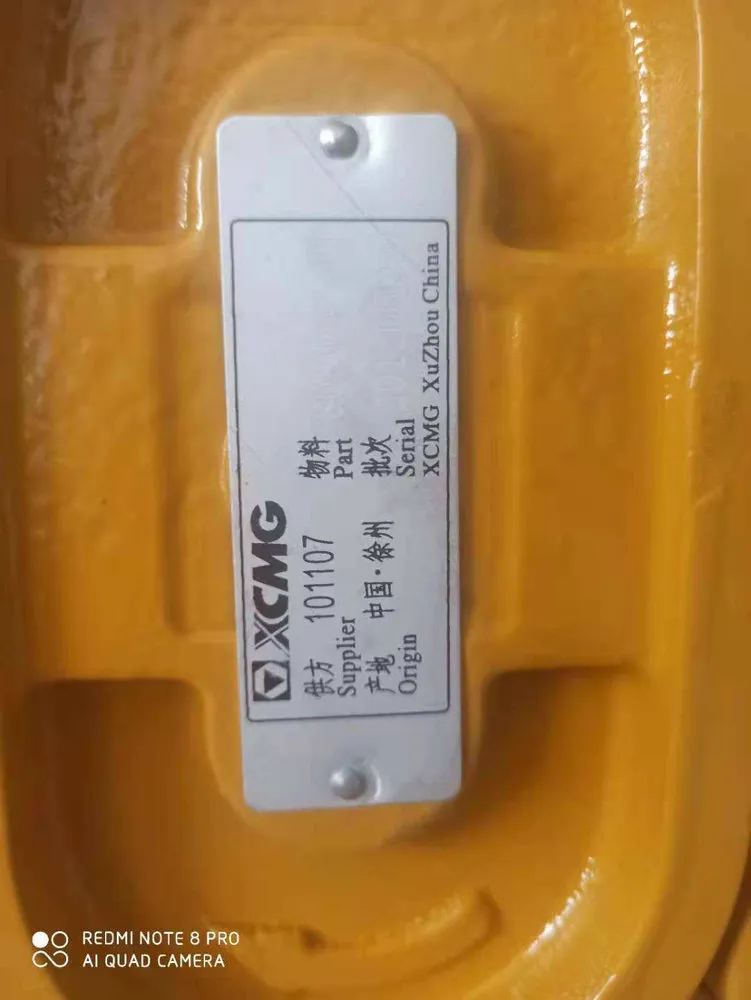 XCMG
供方 101107 物料
Supplier Part
产地 中国·徐州 批次
Origin Serial
XCMG XuZhou China
REDMI NOTE 8 PRO
AI QUAD CAMERA